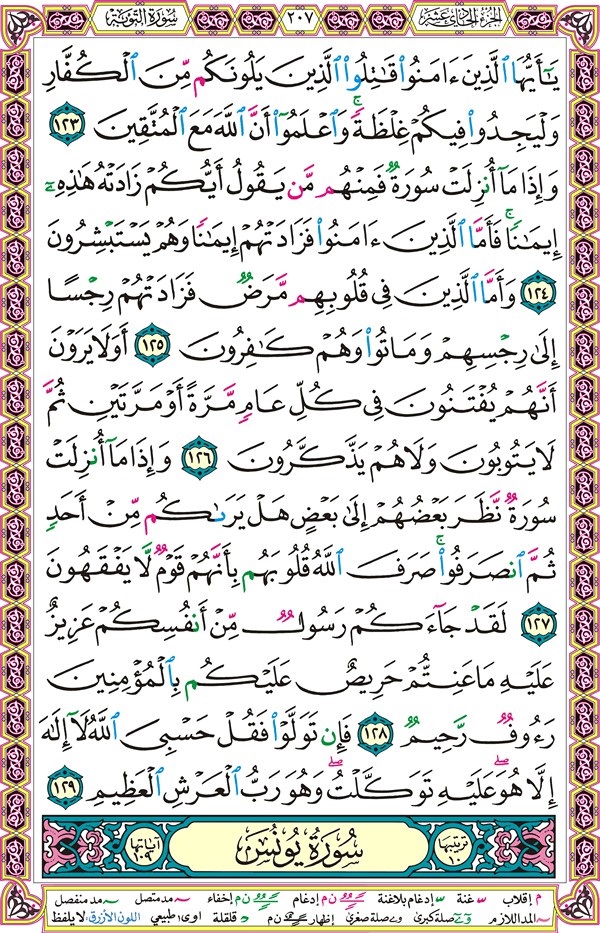 الجزء الحادي عشر ٢٠٧ سورة التوبة
يَـٰٓأَيُّهَا ٱلَّذِينَ ءَامَنُوا۟ قَـٰتِلُوا۟ ٱلَّذِينَ يَلُونَكُم مِّنَ ٱلْكُفَّارِ
وَلْيَجِدُوا۟ فِيكُمْ غِلْظَةً ۚ وَٱعْلَمُوٓا۟ أَنَّ ٱللَّهَ مَعَ ٱلْمُتَّقِينَ ١٢٣
وَإِذَا مَآ أُنزِلَتْ سُورَةٌ فَمِنْهُم مَّن يَقُولُ أَيُّكُمْ زَادَتْهُ هَـٰذِهِۦٓ
إِيمَـٰنًا ۚ فَأَمَّا ٱلَّذِينَ ءَامَنُوا۟ فَزَادَتْهُمْ إِيمَـٰنًا وَهُمْ يَسْتَبْشِرُونَ
١٢٤ وَأَمَّا ٱلَّذِينَ فِى قُلُوبِهِم مَّرَضٌ فَزَادَتْهُمْ رِجْسًا
إِلَىٰ رِجْسِهِمْ وَمَاتُوا۟ وَهُمْ كَـٰفِرُونَ ١٢٥ أَوَلَا يَرَوْنَ
أَنَّهُمْ يُفْتَنُونَ فِى كُلِّ عَامٍ مَّرَّةً أَوْ مَرَّتَيْنِ ثُمَّ
لَا يَتُوبُونَ وَلَا هُمْ يَذَّكَّرُونَ ١٢٦ وَإِذَا مَآ أُنزِلَتْ
سُورَةٌ نَّظَرَ بَعْضُهُمْ إِلَىٰ بَعْضٍ هَلْ يَرَىٰكُم مِّنْ أَحَدٍ
ثُمَّ ٱنصَرَفُوا۟ ۚ صَرَفَ ٱللَّهُ قُلُوبَهُم بِأَنَّهُمْ قَوْمٌ لَّا يَفْقَهُونَ
١٢٧ لَقَدْ جَآءَكُمْ رَسُولٌ مِّنْ أَنفُسِكُمْ عَزِيزٌ
عَلَيْهِ مَا عَنِتُّمْ حَرِيصٌ عَلَيْكُم بِٱلْمُؤْمِنِينَ
رَءُوفٌ رَّحِيمٌ ١٢٨ فَإِن تَوَلَّوْا۟ فَقُلْ حَسْبِىَ ٱللَّهُ لَآ إِلَـٰهَ
إِلَّا هُوَ ۖ عَلَيْهِ تَوَكَّلْتُ ۖ وَهُوَ رَبُّ ٱلْعَرْشِ ٱلْعَظِيمِ ١٢٩
ترتيبها ١٠ سورة يونس آياتها ١٠٩
م إقلاب غنة إدغام بلاغنة ن م إدغام ن م إخفاء مد متصل مد منفصل
المد اللازم صلة كبرى صلة صغرى إظهار ن م قلقلة اوى طبيعي اللون الأزرق: لا يلفظ